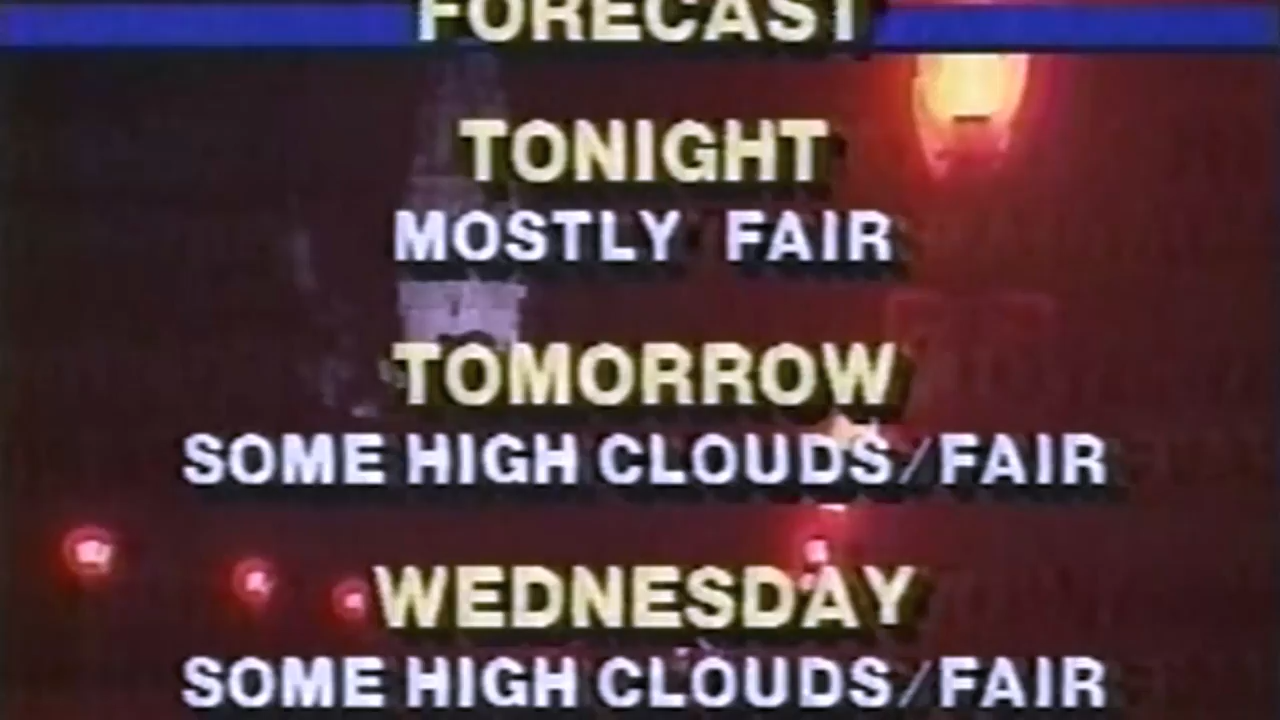 FORECAST
TONIGHT
MOSTLY FAIR
TOMORROW
SOME HIGH CLOUDS/FAIR
WEDNESDAY
SOME HIGH CLOUDS/FAIR